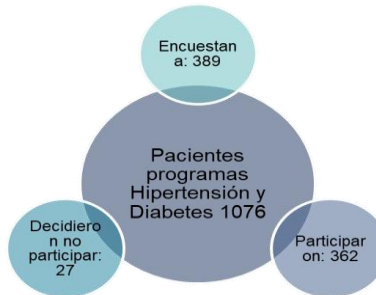 Encuestan
a: 389
Pacientes
programas
Hipertensión y
Diabetes 1076
Decidiero
n no
participar:
27
Participar
on: 362